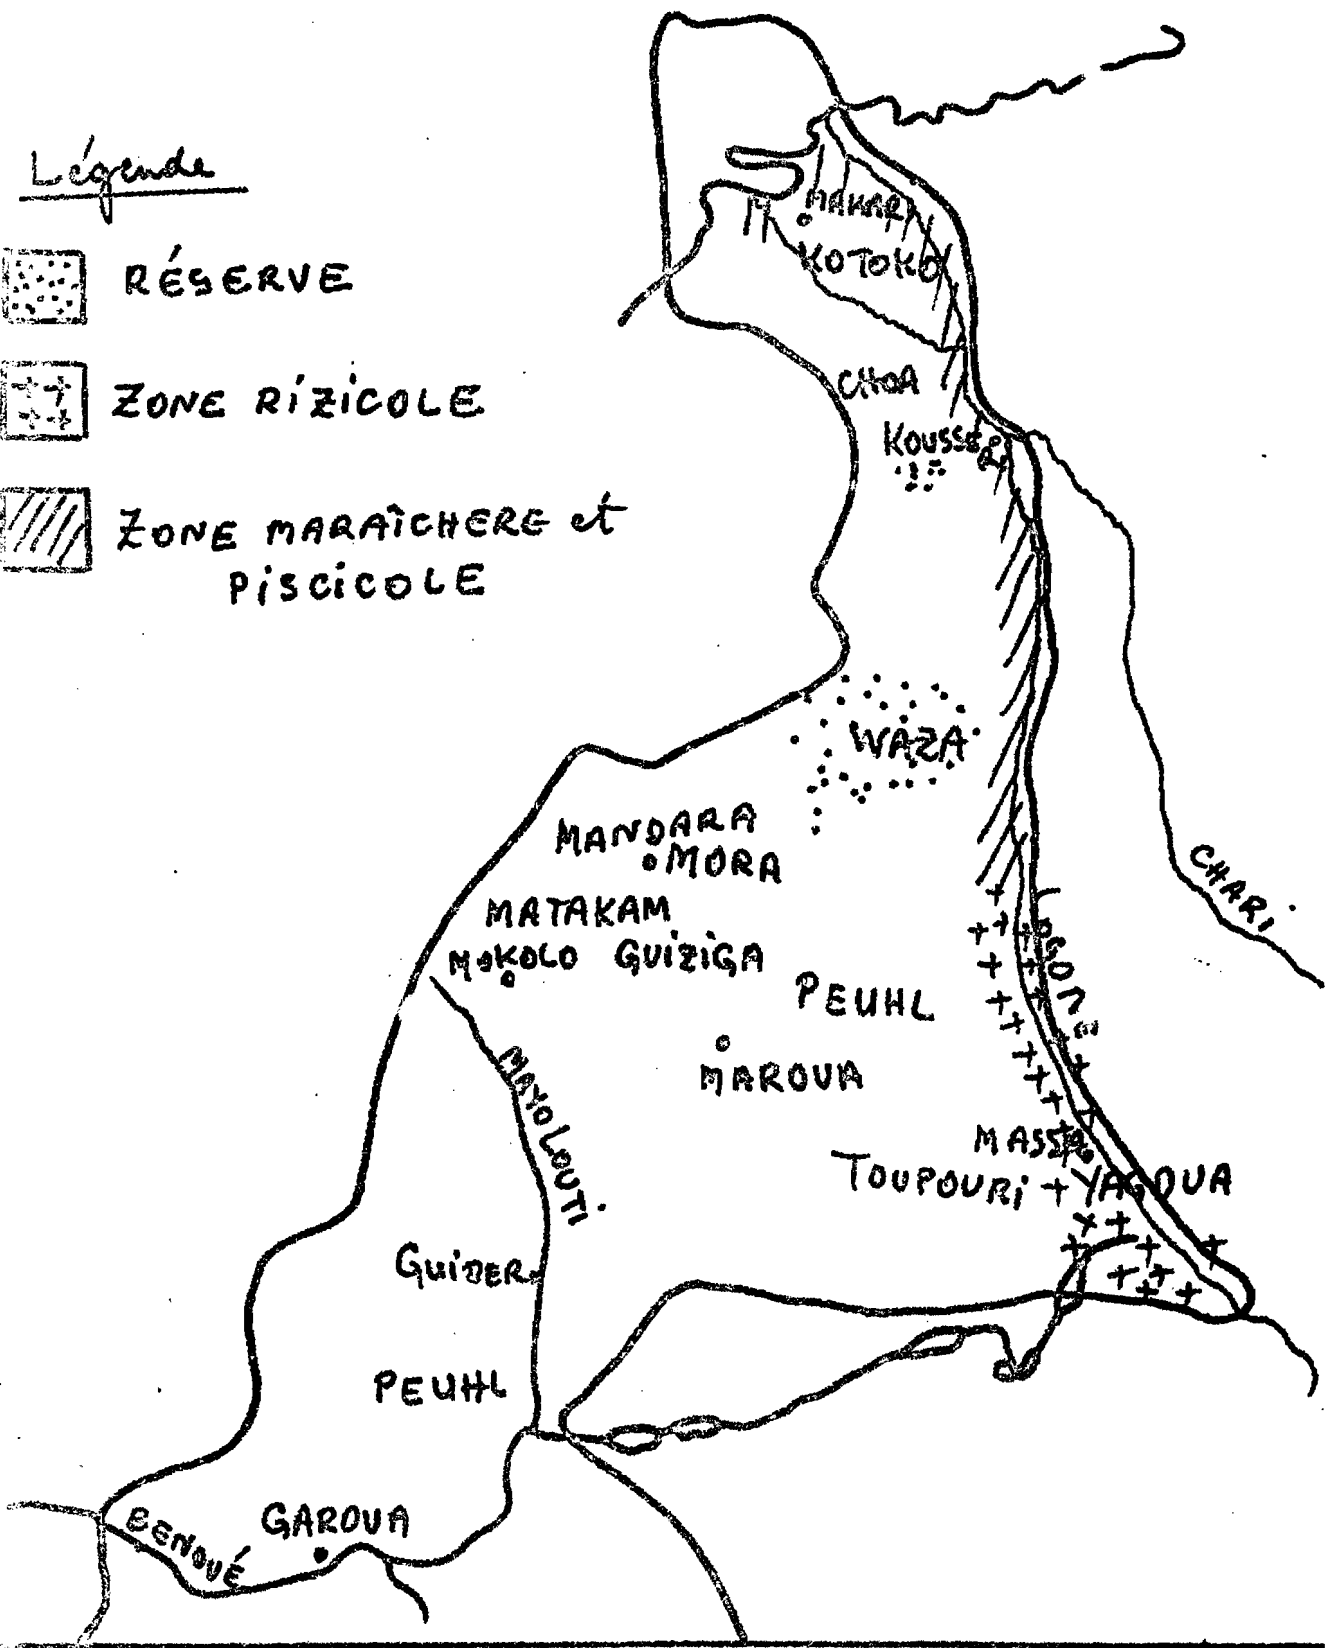 Légende
RÉSERVE
ZONE RIZICOLE
ZONE MARAÎCHERE et
PISCICOLE
MAKARI
KOTOKO
CHOA
KOUSSERI
WAZA
MANDARA
MORA
MATAKAM
MOKOLO GUIZIGA
PEUHL
MAROUA
MAYO LOUTI
CHARI
LOGONE
MASSA
TOUPOURI YAGOUA
GUIDER
PEUHL
GAROUA
BENOUÉ